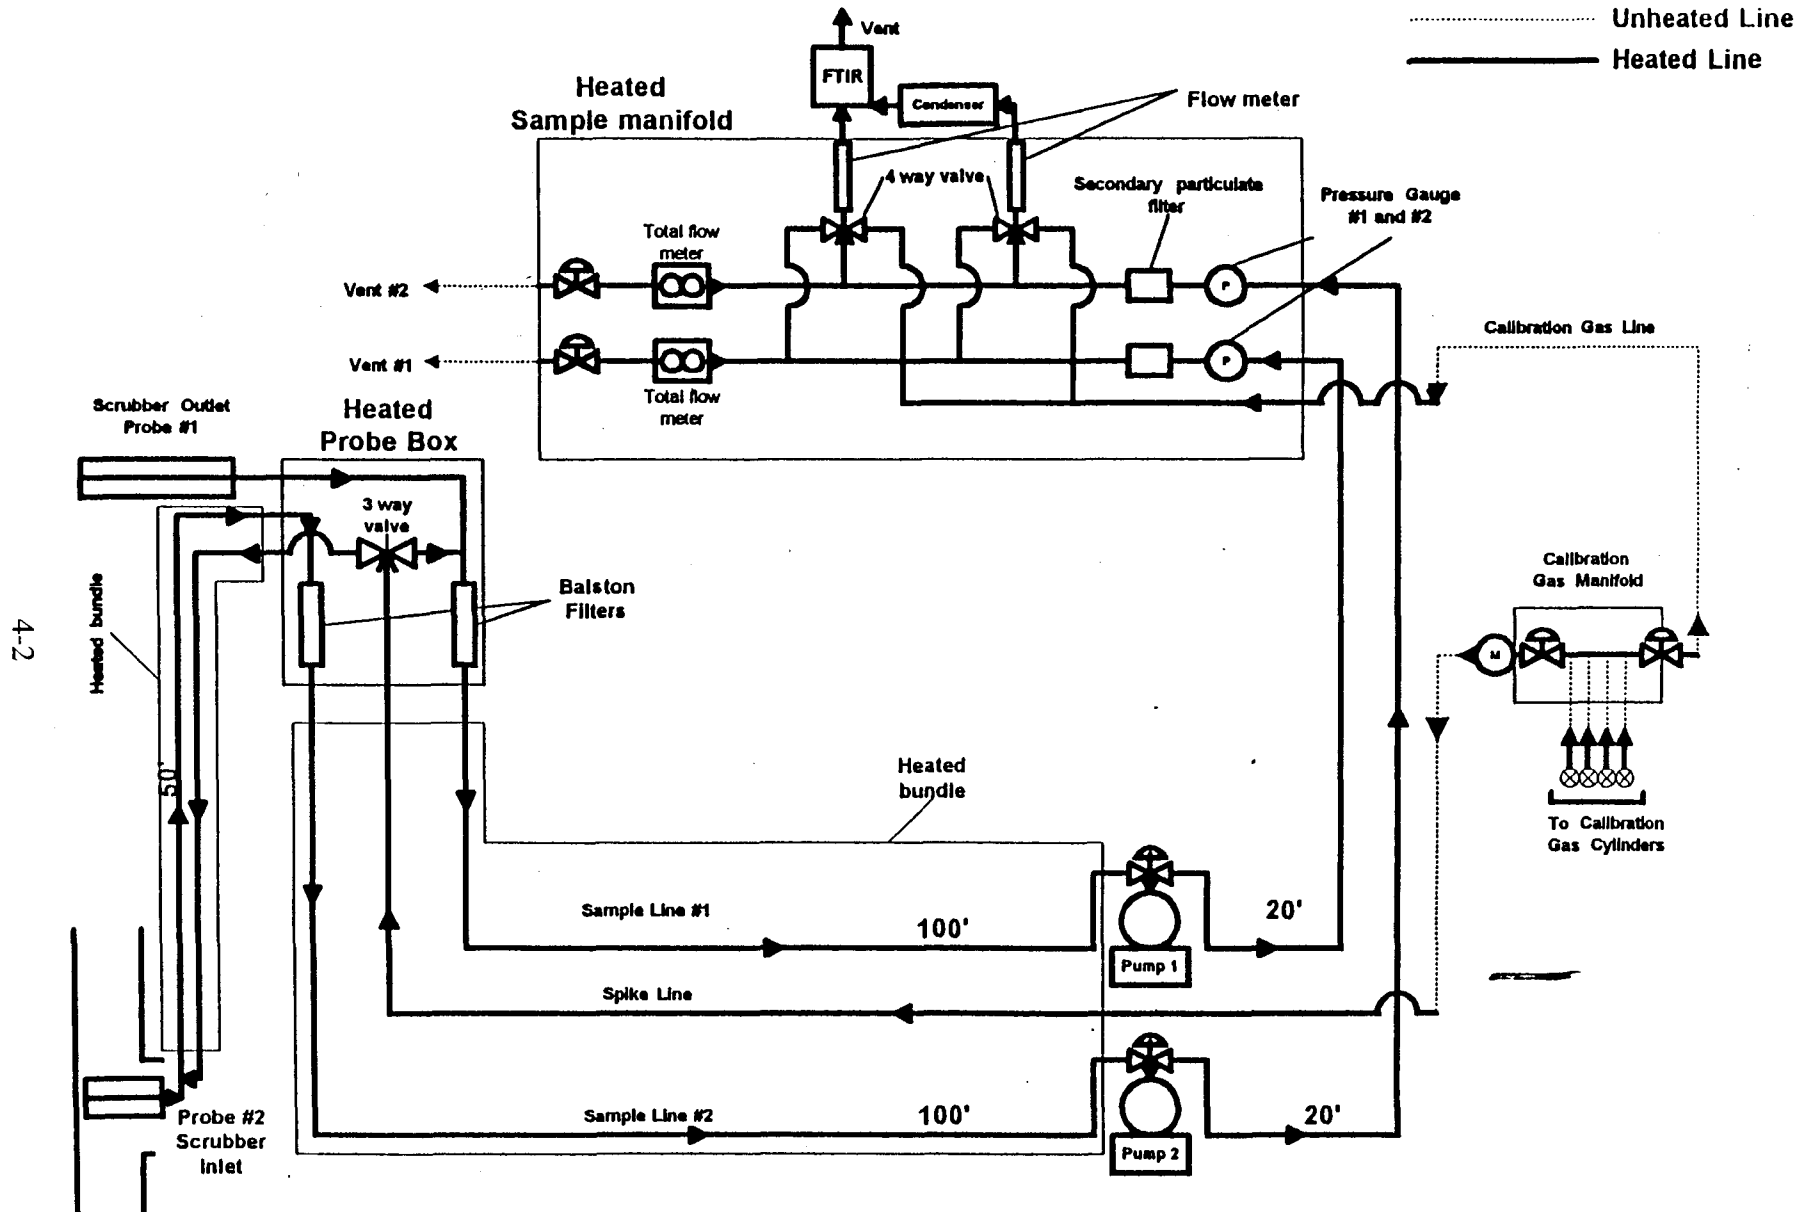 Unheated Line
Heated Line
Vent
FTIR
Condenser
Flow meter
Heated
Sample manifold
4 way valve
Secondary particulate
filter
Pressure Gauge
#1 and #2
Total flow
meter
Vent #2
P
Vent #1
P
Total flow
meter
Calibration Gas Line
Scrubber Outlet
Probe #1
Heated
Probe Box
3 way
valve
Balston
Filters
Heated bundle
4-2
50'
Calibration
Gas Manifold
M
To Calibration
Gas Cylinders
Heated
bundle
Sample Line #1
100'
20'
Pump 1
Spike Line
Sample Line #2
100'
20'
Pump 2
Probe #2
Scrubber
Inlet